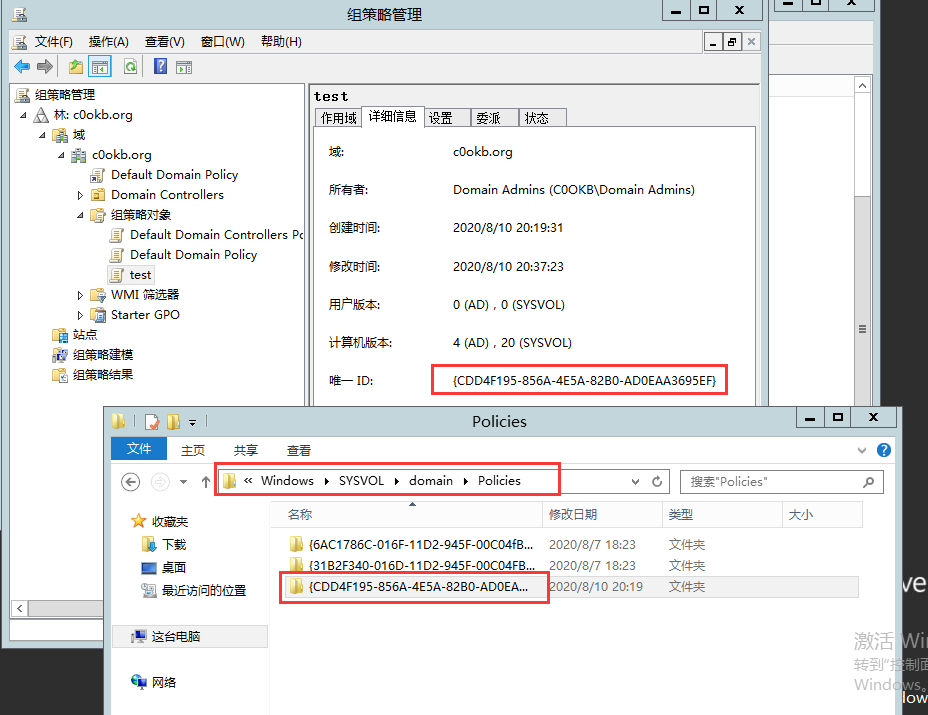 组策略管理
文件(F) 操作(A) 查看(V) 窗口(W) 帮助(H)
组策略管理
林: c0okb.org
域
c0okb.org
Default Domain Policy
Domain Controllers
组策略对象
Default Domain Controllers Pc
Default Domain Policy
test
WMI 筛选器
Starter GPO
站点
组策略建模
组策略结果
test
作用域 详细信息 设置 委派 状态
域: c0okb.org
所有者: Domain Admins (C0OKB\Domain Admins)
创建时间: 2020/8/10 20:19:31
修改时间: 2020/8/10 20:37:23
用户版本: 0 (AD) , 0 (SYSVOL)
计算机版本: 4 (AD) , 20 (SYSVOL)
唯一 ID: {CDD4F195-856A-4E5A-82B0-AD0EAA3695EF}
Policies
文件 主页 共享 查看
« Windows SYSVOL domain Policies
搜索"Policies"
收藏夹
下载
桌面
最近访问的位置
这台电脑
网络
名称 修改日期 类型 大小
{6AC1786C-016F-11D2-945F-00C04fB... 2020/8/7 18:23 文件夹
{31B2F340-016D-11D2-945F-00C04FB... 2020/8/7 18:23 文件夹
{CDD4F195-856A-4E5A-82B0-AD0EA... 2020/8/10 20:19 文件夹
ve
激活 Win
转到"控制面
Windows。
low